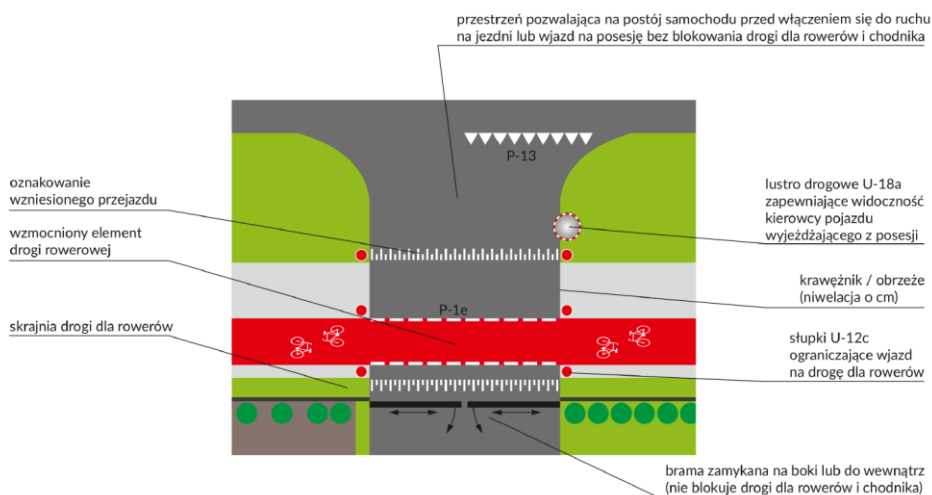 przestrzeń pozwalająca na postój samochodu przed włączeniem się do ruchu
na jezdni lub wjazd na posesję bez blokowania drogi dla rowerów i chodnika
P-13
oznakowanie
wzniesionego przejazdu
wzmocniony element
drogi rowerowej
skrajnia drogi dla rowerów
P-1e
lustro drogowe U-18a
zapewniające widoczność
kierowcy pojazdu
wyjeżdżającego z posesji
krawężnik / obrzeże
(niwelacja o cm)
słupki U-12c
ograniczające wjazd
na drogę dla rowerów
brama zamykana na boki lub do wewnątrz
(nie blokuje drogi dla rowerów i chodnika)